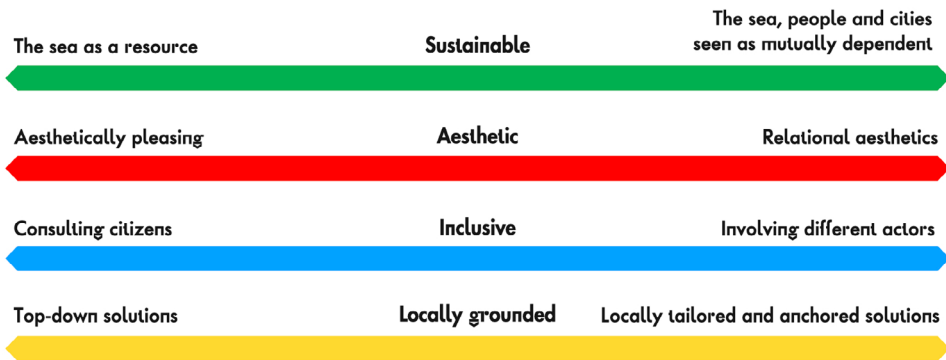 The sea as a resource
Sustainable
The sea, people and cities
seen as mutually dependent
Aesthetically pleasing
Aesthetic
Relational aesthetics
Consulting citizens
Inclusive
Involving different actors
Top-down solutions
Locally grounded
Locally tailored and anchored solutions